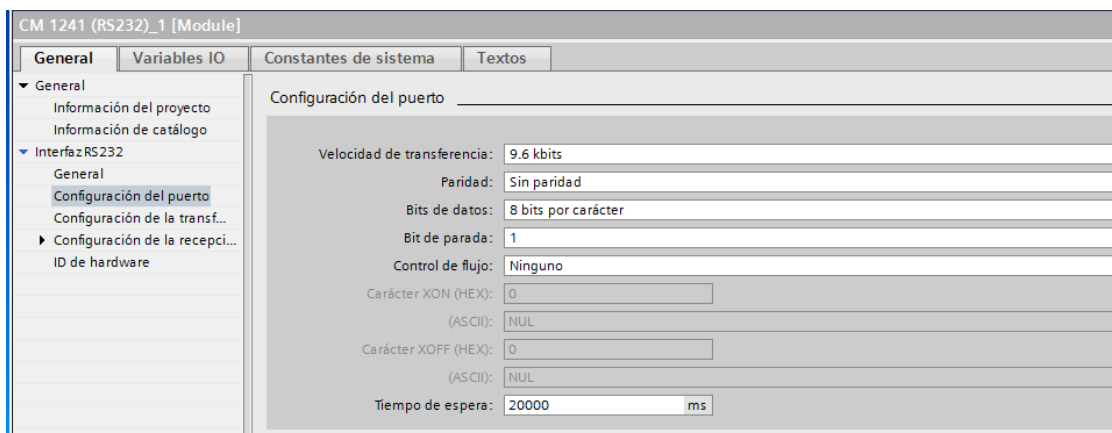 CM 1241 (RS232)_1 [Module]
General Variables IO Constantes de sistema Textos
General
Información del proyecto
Información de catálogo
Interfaz RS232
General
Configuración del puerto
Configuración de la transf...
Configuración de la recepci...
ID de hardware
Configuración del puerto
Velocidad de transferencia: 9.6 kbits
Paridad: Sin paridad
Bits de datos: 8 bits por carácter
Bit de parada: 1
Control de flujo: Ninguno
Carácter XON (HEX): 0
(ASCII): NUL
Carácter XOFF (HEX): 0
(ASCII): NUL
Tiempo de espera: 20000 ms